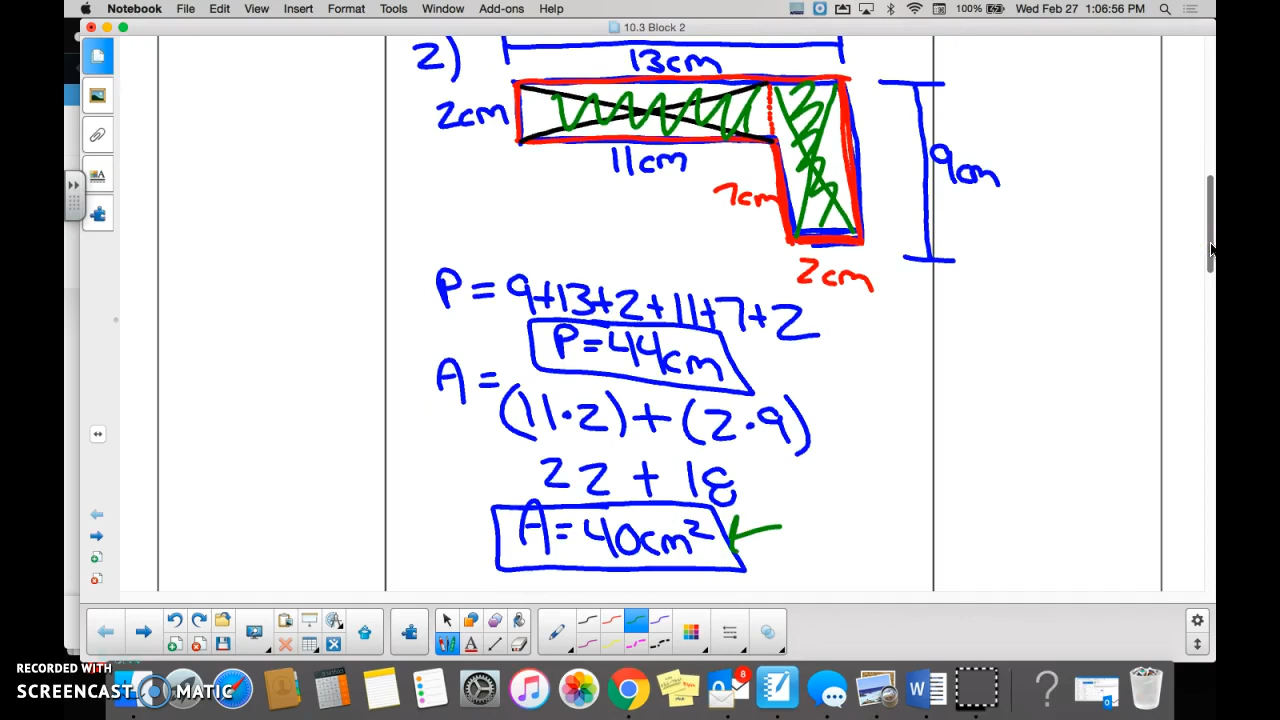 Notebook File Edit View Insert Format Tools Window Add-ons Help 100% Wed Feb 27 1:06:56 PM
10.3 Block 2
2)
13cm
2cm
11cm
9cm
7cm
2cm
P = 9+13+2+11+7+2
P=44cm
A =
(11·2) + (2·9)
22 + 18
A=40cm²
8
RECORDED WITH
SCREENCAST MATIC